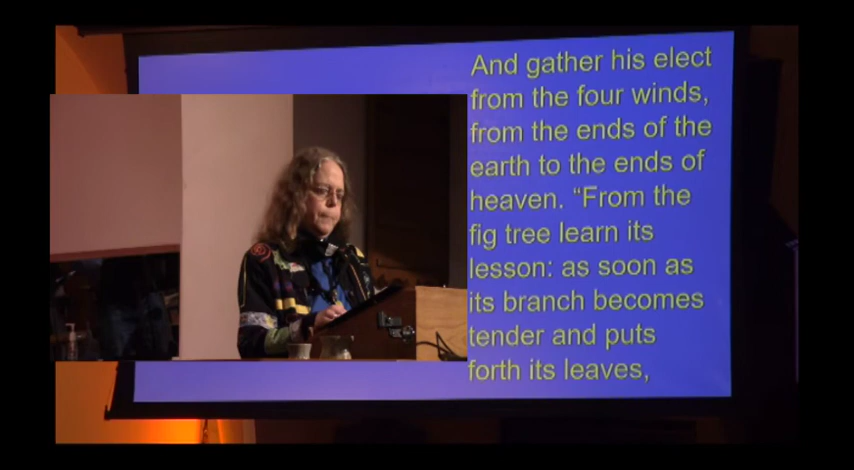 And gather his elect
from the four winds,
from the ends of the
earth to the ends of
heaven. “From the
fig tree learn its
lesson: as soon as
its branch becomes
tender and puts
forth its leaves,